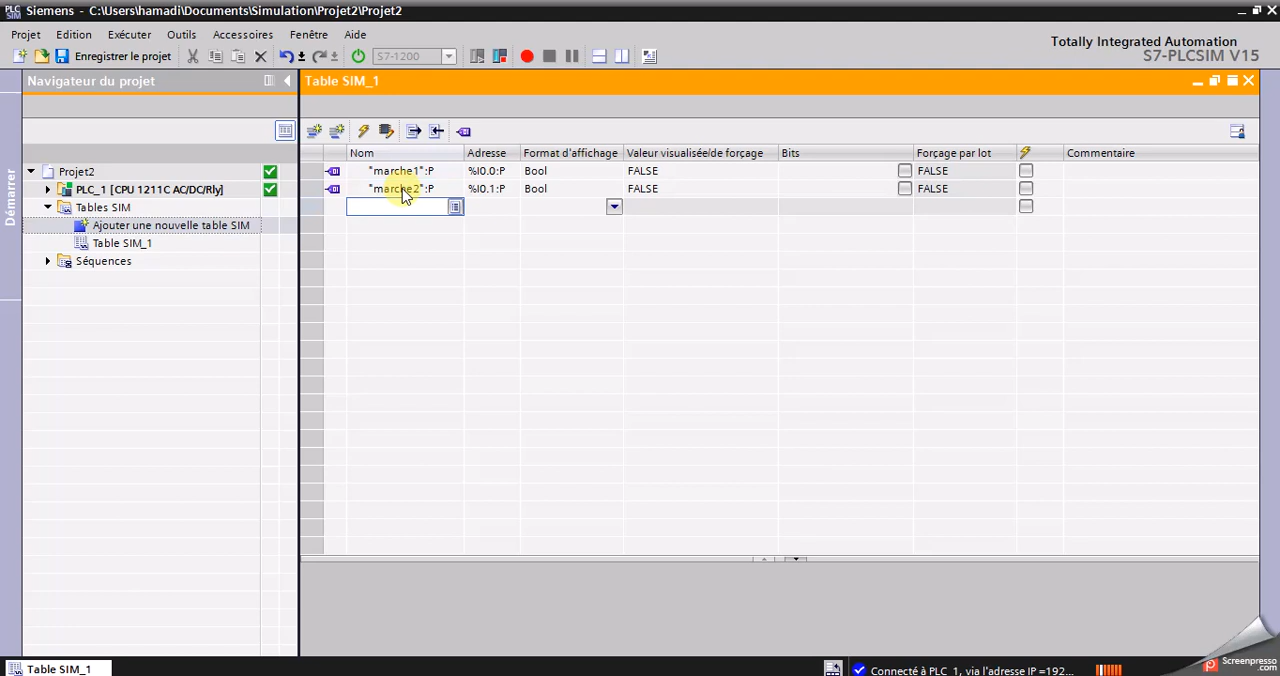 PLC SIM Siemens - C:\Users\hamadi\Documents\Simulation\Projet2\Projet2
Projet Edition Exécuter Outils Accessoires Fenêtre Aide
Totally Integrated Automation
S7-PLCSIM V15
Enregistrer le projet S7-1200
Navigateur du projet
Table SIM_1
Démarrer
Nom Adresse Format d'affichage Valeur visualisée/de forçage Bits Forçage par lot Commentaire
Projet2
"marche1":P %I0.0:P Bool FALSE FALSE
PLC_1 [CPU 1211C AC/DC/Rly]
"marche2":P %I0.1:P Bool FALSE FALSE
Tables SIM
Ajouter une nouvelle table SIM
Table SIM_1
Séquences
Table SIM_1
Connecté à PLC_1, via l'adresse IP =192...
Screenpresso
.com